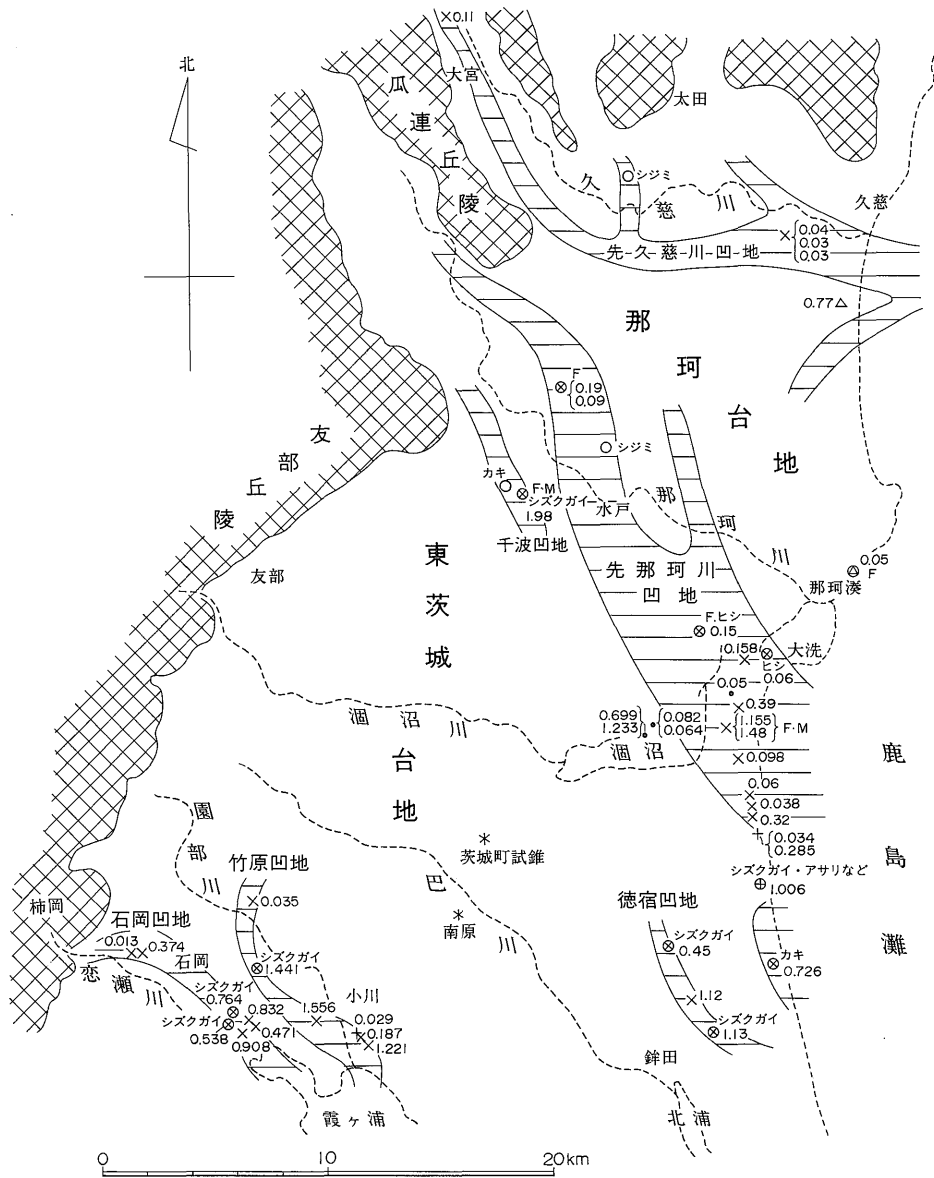 北
×0.11
大宮
瓜連丘陵
太田
シジミ
久慈川
久慈
0.04
0.03
0.03
先久慈川凹地
0.77
那珂台地
F
0.19
0.09
シジミ
カキ
F·M
シズクガイ
1.98
水戸
千波凹地
那珂川
友部丘陵
友部
東茨城台地
先那珂川
凹地
0.05
F
那珂湊
F.ヒシ
0.15
0.158
大洗
ヒシ
0.06
0.05
0.39
0.699
1.233
0.082
0.064
1.155
1.48
F·M
涸沼川
涸沼
0.098
0.06
0.038
0.32
0.034
0.285
鹿島灘
茨城町試錐
シズクガイ・アサリなど
1.006
園部川
竹原凹地
0.035
巴川
南原
徳宿凹地
柿岡
石岡凹地
0.013
0.374
石岡
恋瀬川
シズクガイ
1.441
シズクガイ
0.45
カキ
0.726
シズクガイ
0.764
0.832
シズクガイ
0.538
0.471
0.908
1.556
小川
0.029
0.187
1.221
1.12
シズクガイ
1.13
鉾田
霞ヶ浦
北浦
0 10 20km